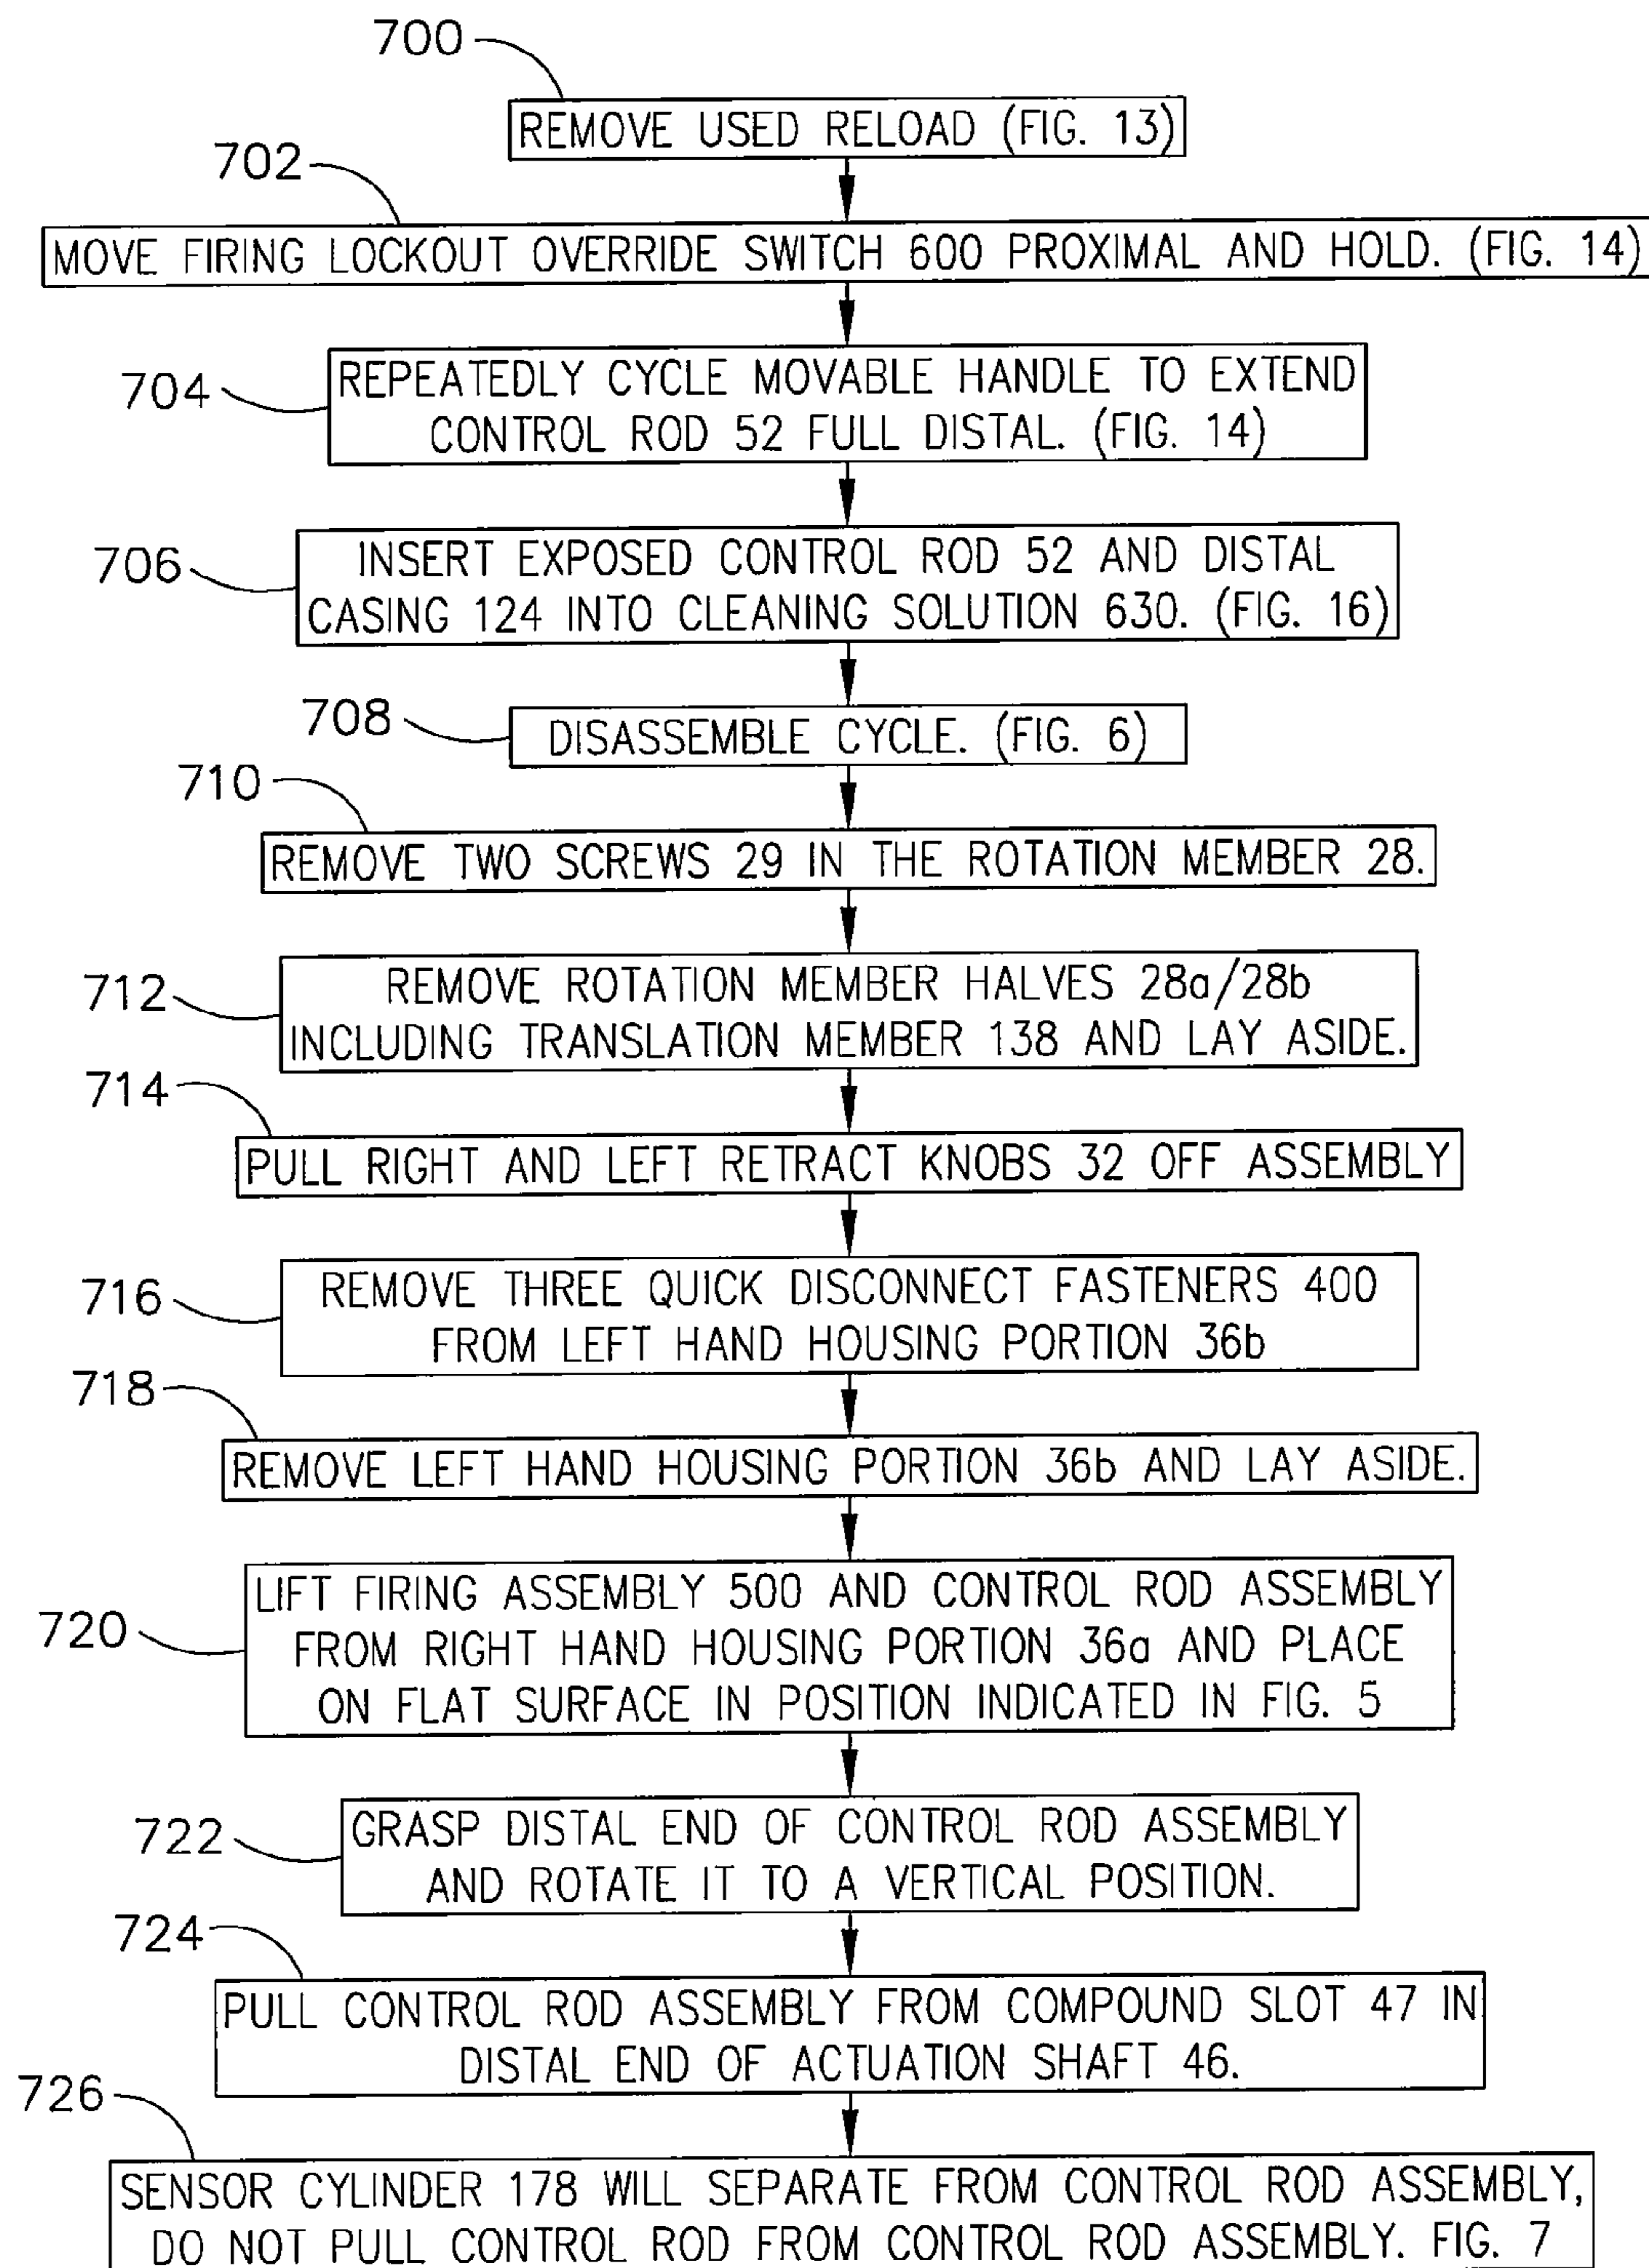 700
REMOVE USED RELOAD (FIG. 13)
702
MOVE FIRING LOCKOUT OVERRIDE SWITCH 600 PROXIMAL AND HOLD. (FIG. 14)
704
REPEATEDLY CYCLE MOVABLE HANDLE TO EXTEND
CONTROL ROD 52 FULL DISTAL. (FIG. 14)
706
INSERT EXPOSED CONTROL ROD 52 AND DISTAL
CASING 124 INTO CLEANING SOLUTION 630. (FIG. 16)
708
DISASSEMBLE CYCLE. (FIG. 6)
710
REMOVE TWO SCREWS 29 IN THE ROTATION MEMBER 28.
712
REMOVE ROTATION MEMBER HALVES 28a/28b
INCLUDING TRANSLATION MEMBER 138 AND LAY ASIDE.
714
PULL RIGHT AND LEFT RETRACT KNOBS 32 OFF ASSEMBLY
716
REMOVE THREE QUICK DISCONNECT FASTENERS 400
FROM LEFT HAND HOUSING PORTION 36b
718
REMOVE LEFT HAND HOUSING PORTION 36b AND LAY ASIDE.
720
LIFT FIRING ASSEMBLY 500 AND CONTROL ROD ASSEMBLY
FROM RIGHT HAND HOUSING PORTION 36a AND PLACE
ON FLAT SURFACE IN POSITION INDICATED IN FIG. 5
722
GRASP DISTAL END OF CONTROL ROD ASSEMBLY
AND ROTATE IT TO A VERTICAL POSITION.
724
PULL CONTROL ROD ASSEMBLY FROM COMPOUND SLOT 47 IN
DISTAL END OF ACTUATION SHAFT 46.
726
SENSOR CYLINDER 178 WILL SEPARATE FROM CONTROL ROD ASSEMBLY,
DO NOT PULL CONTROL ROD FROM CONTROL ROD ASSEMBLY. FIG. 7